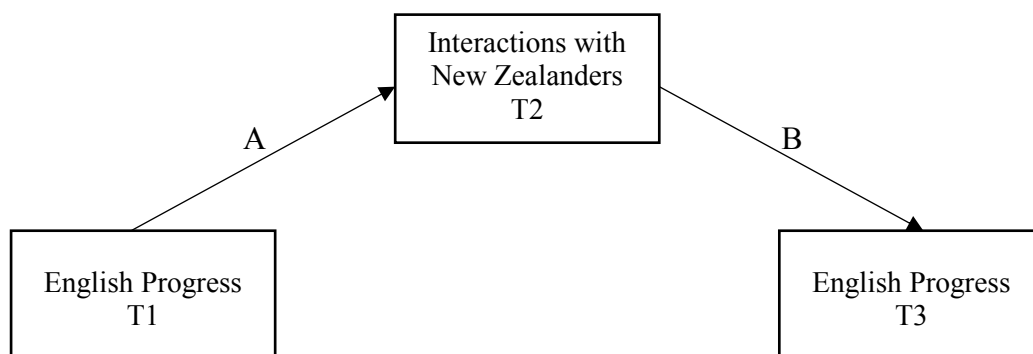 Interactions with
New Zealanders
T2
A
B
English Progress
T1
English Progress
T3